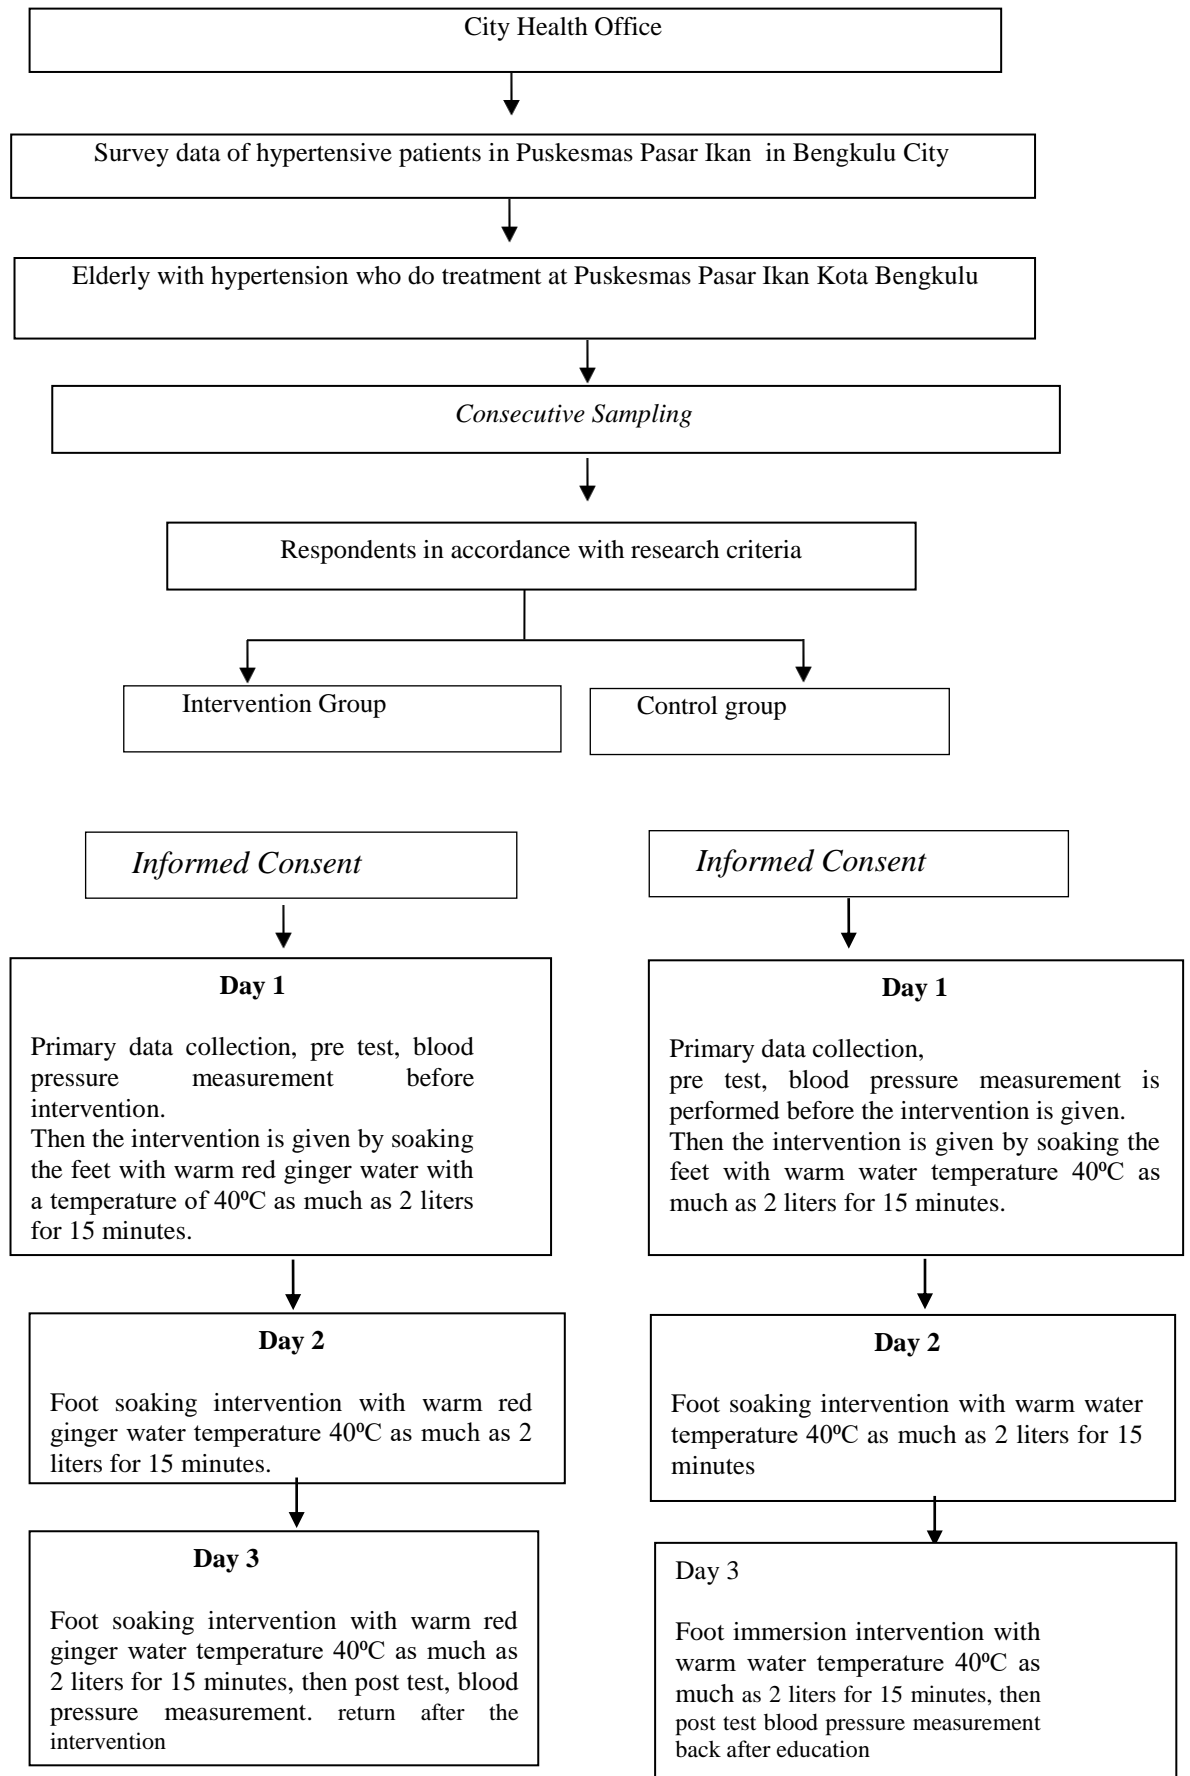 City Health Office
Survey data of hypertensive patients in Puskesmas Pasar Ikan in Bengkulu City
Elderly with hypertension who do treatment at Puskesmas Pasar Ikan Kota Bengkulu
Consecutive Sampling
Respondents in accordance with research criteria
Intervention Group
Control group
Informed Consent
Informed Consent
Day 1
Primary data collection, pre test, blood
pressure measurement before
intervention.
Then the intervention is given by soaking
the feet with warm red ginger water with
a temperature of 40⁰C as much as 2 liters
for 15 minutes.
Day 1
Primary data collection,
pre test, blood pressure measurement is
performed before the intervention is given.
Then the intervention is given by soaking the
feet with warm water temperature 40⁰C as
much as 2 liters for 15 minutes.
Day 2
Foot soaking intervention with warm red
ginger water temperature 40⁰C as much as 2
liters for 15 minutes.
Day 2
Foot soaking intervention with warm water
temperature 40⁰C as much as 2 liters for 15
minutes
Day 3
Foot soaking intervention with warm red
ginger water temperature 40⁰C as much as
2 liters for 15 minutes, then post test, blood
pressure measurement. return after the
intervention
Day 3
Foot immersion intervention with
warm water temperature 40⁰C as
much as 2 liters for 15 minutes, then
post test blood pressure measurement
back after education